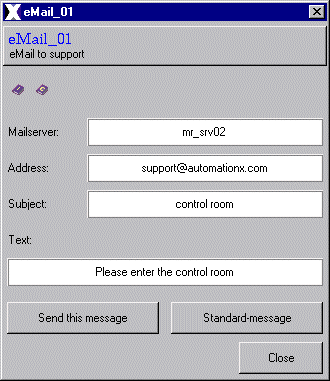 eMail_01
eMail_01
eMail to support
Mailserver: mr_srv02
Address: support@automationx.com
Subject: control room
Text:
Please enter the control room
Send this message Standard-message
Close